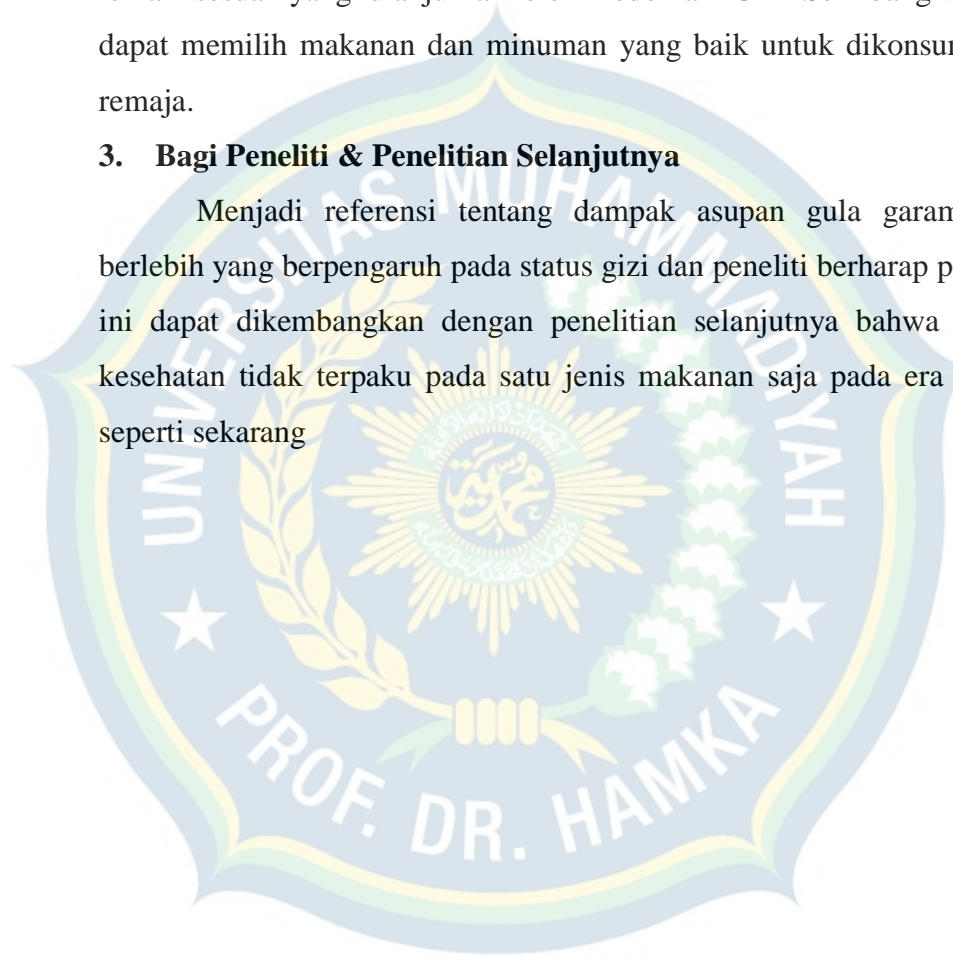 dapat memilih makanan dan minuman yang baik untuk
remaja.
3. Bagi Peneliti & Penelitian Selanjutnya
Menjadi referensi tentang dampak asupan gula garam
berlebih yang berpengaruh pada status gizi dan peneliti berharap
ini dapat dikembangkan dengan penelitian selanjutnya bahwa
kesehatan tidak terpaku pada satu jenis makanan saja pada era
seperti sekarang
UNIVERSITAS MUHAMMADIYAH
PROF. DR. HAMKA